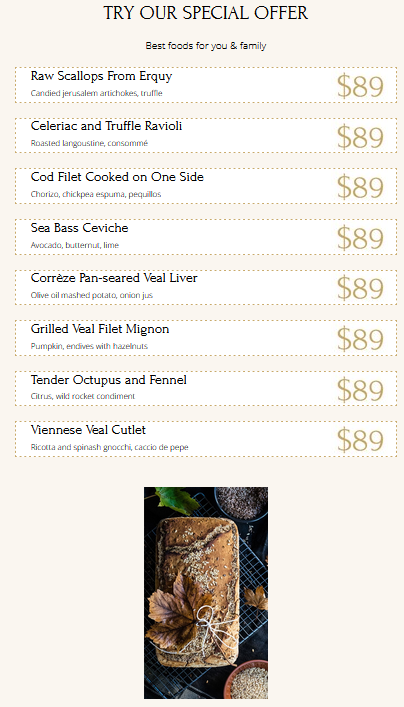 TRY OUR SPECIAL OFFER
Best foods for you & family
Raw Scallops From Erquy
$89
Candied jerusalem artichokes, truffle
Celeriac and Truffle Ravioli
$89
Roasted langoustine, consommé
Cod Filet Cooked on One Side
$89
Chorizo, chickpea espuma, pequillos
Sea Bass Ceviche
$89
Avocado, butternut, lime
Corrèze Pan-seared Veal Liver
$89
Olive oil mashed potato, onion jus
Grilled Veal Filet Mignon
$89
Pumpkin, endives with hazelnuts
Tender Octupus and Fennel
$89
Citrus, wild rocket condiment
Viennese Veal Cutlet
$89
Ricotta and spinash gnocchi, caccio de pepe